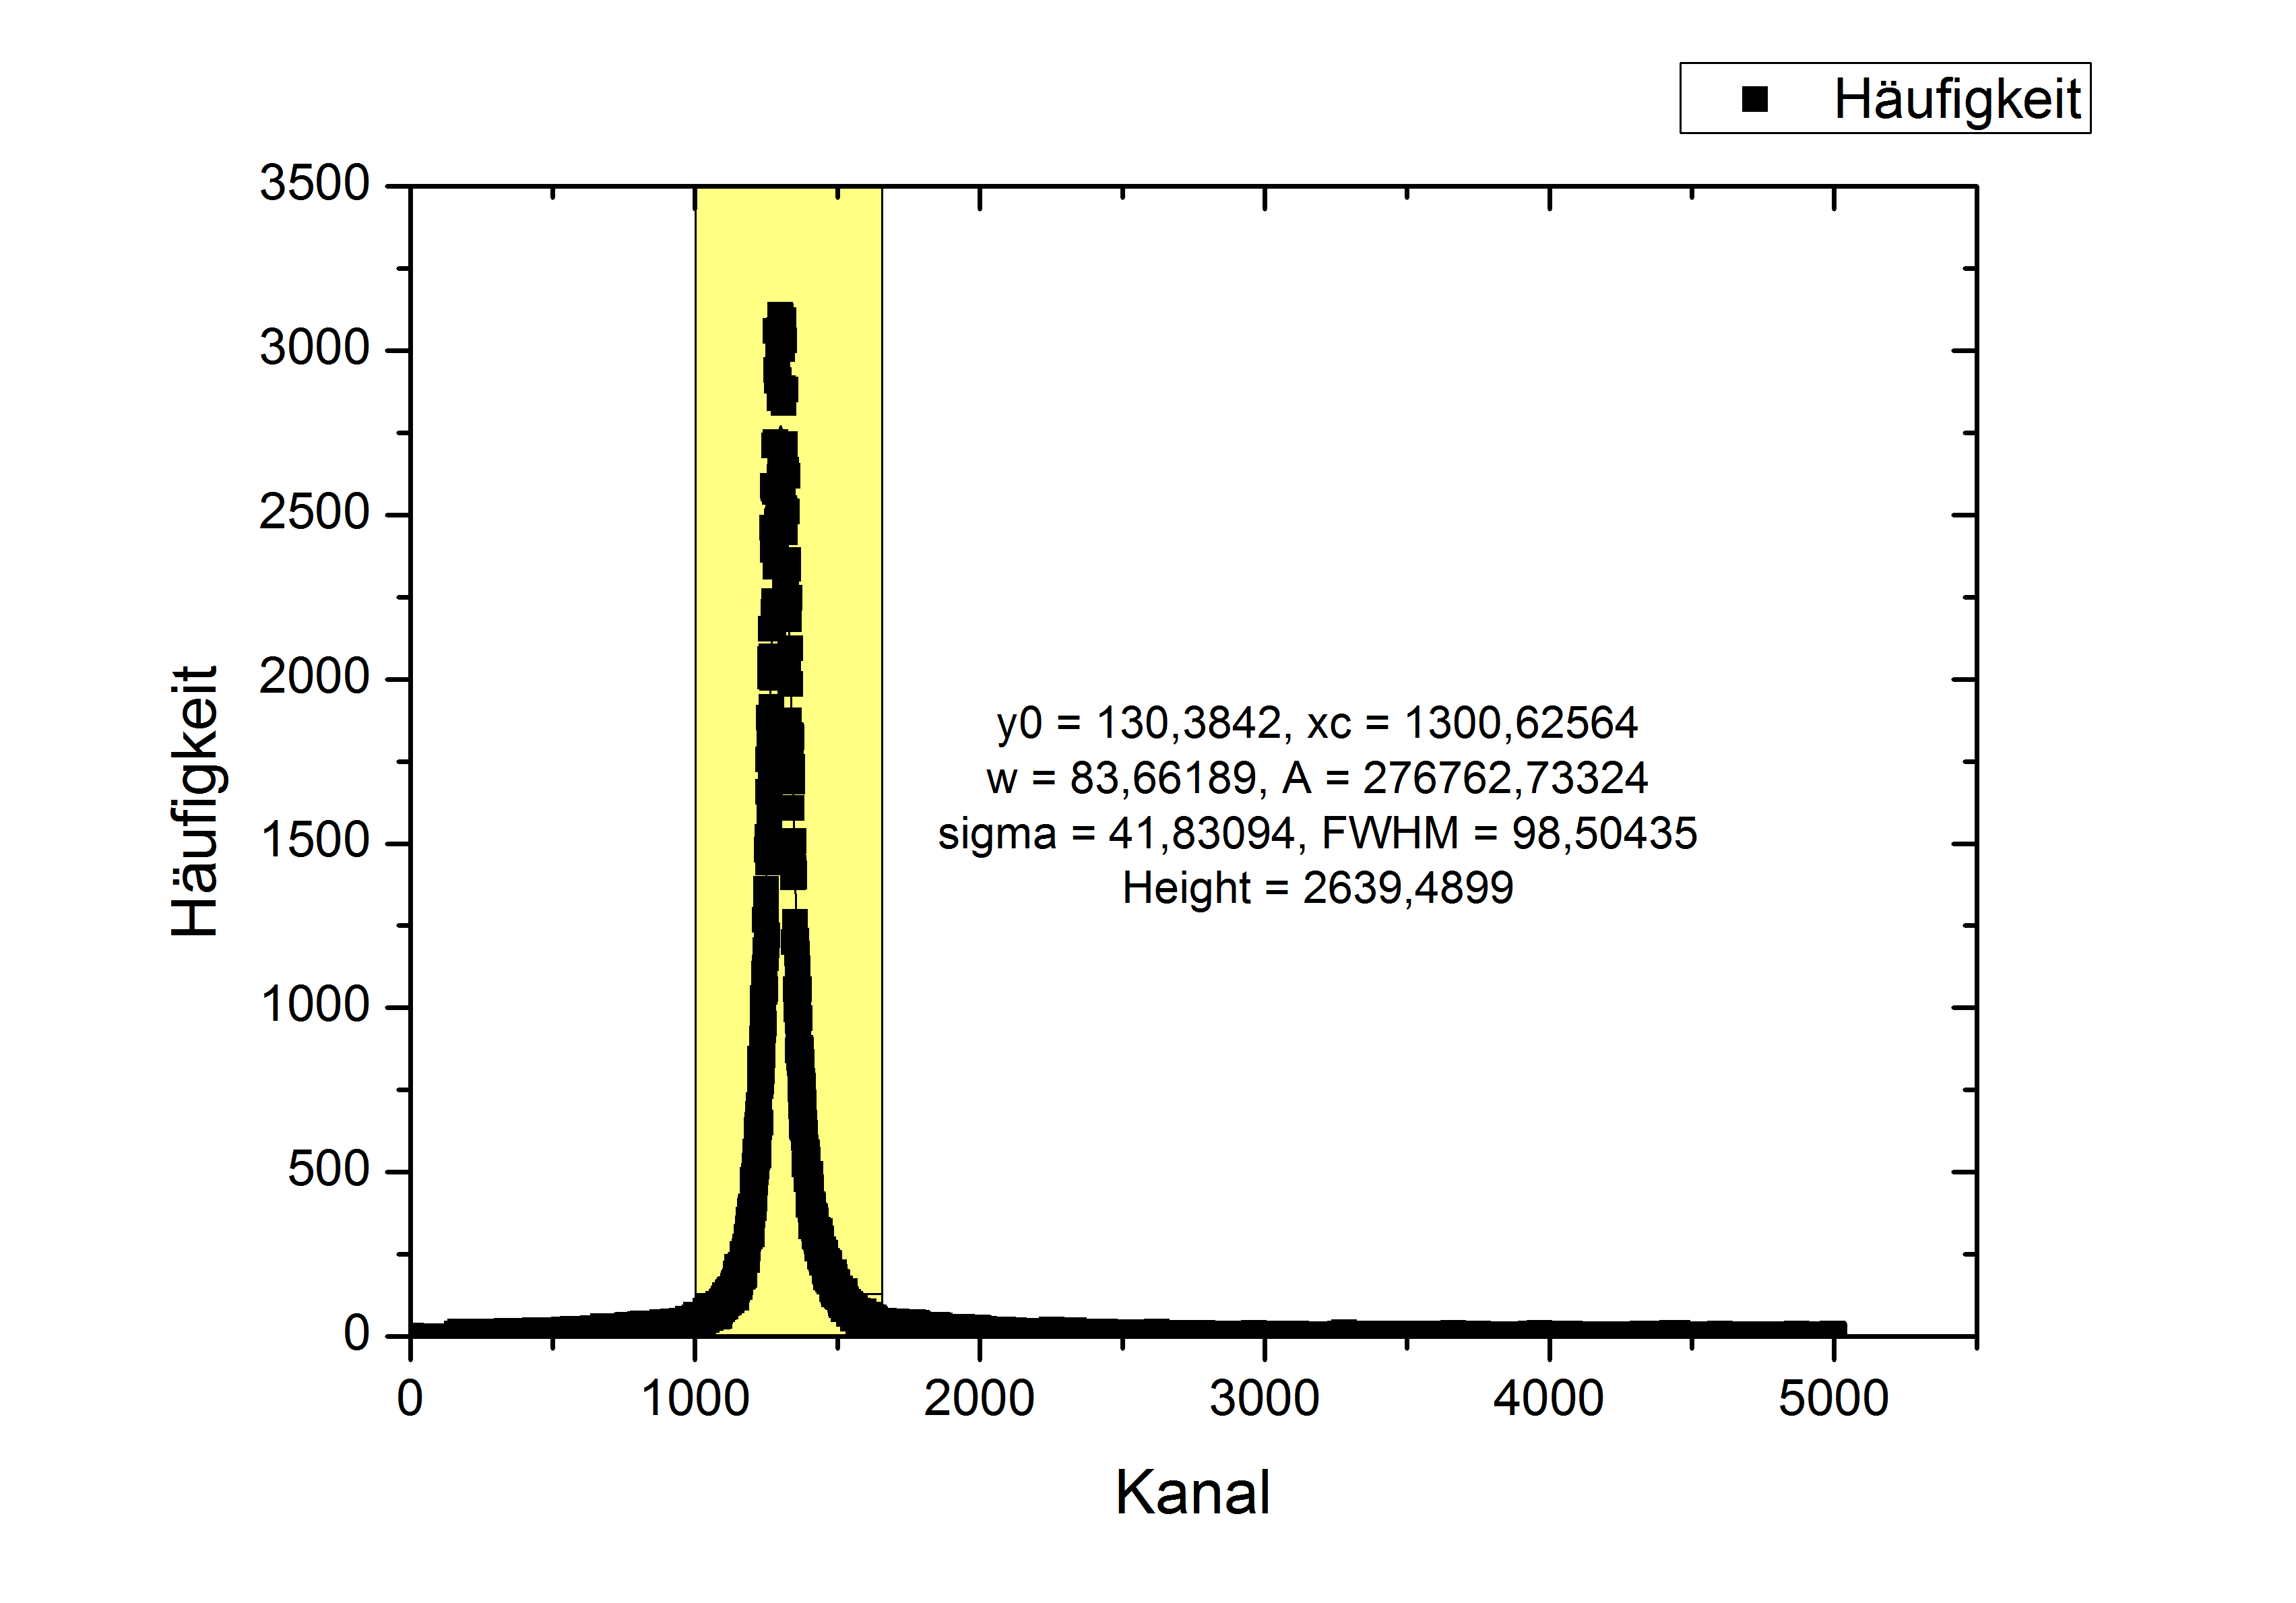 Häufigkeit
3500
3000
2500
2000
1500
1000
500
0
Häufigkeit
y0 = 130,3842, xc = 1300,62564
w = 83,66189, A = 276762,73324
sigma = 41,83094, FWHM = 98,50435
Height = 2639,4899
0 1000 2000 3000 4000 5000
Kanal